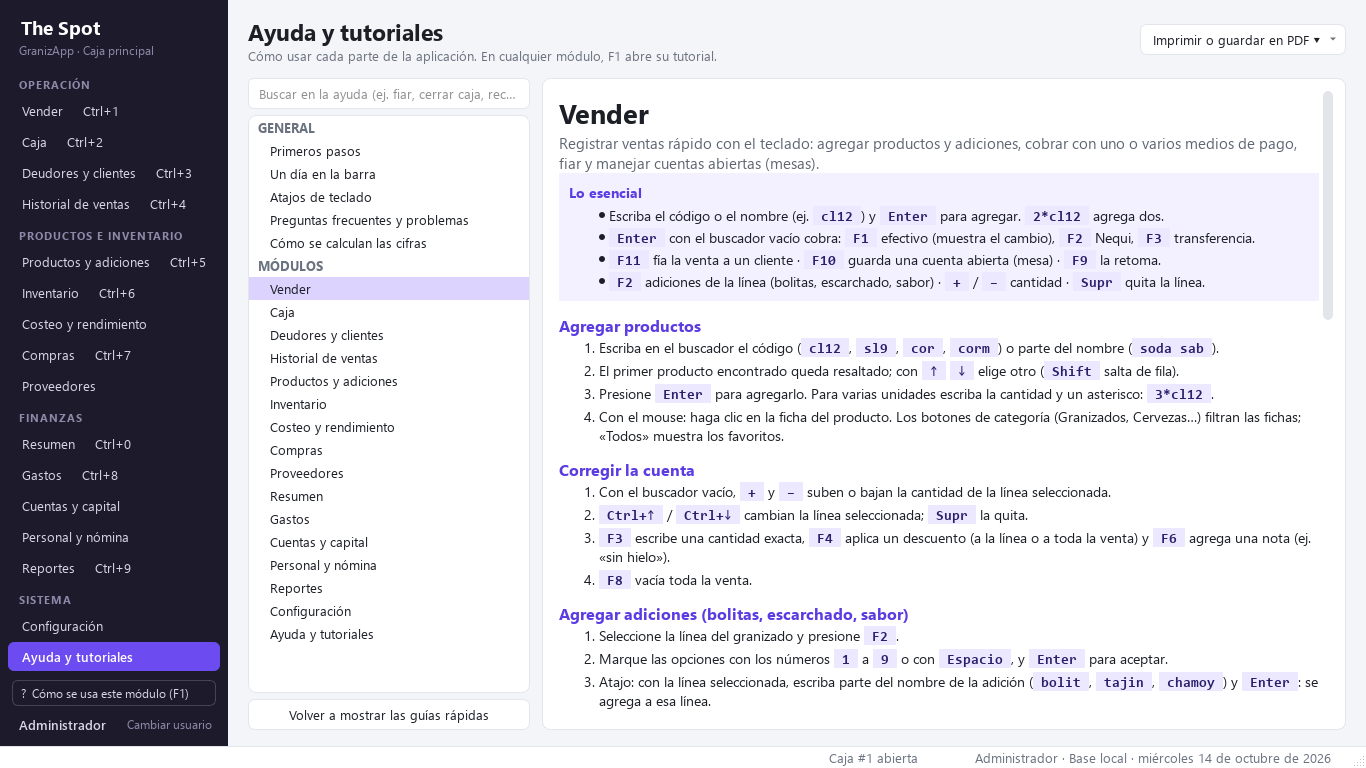 The Spot
GranizApp · Caja principal
OPERACIÓN
Vender Ctrl+1
Caja Ctrl+2
Deudores y clientes Ctrl+3
Historial de ventas Ctrl+4
PRODUCTOS E INVENTARIO
Productos y adiciones Ctrl+5
Inventario Ctrl+6
Costeo y rendimiento
Compras Ctrl+7
Proveedores
FINANZAS
Resumen Ctrl+0
Gastos Ctrl+8
Cuentas y capital
Personal y nómina
Reportes Ctrl+9
SISTEMA
Configuración
Ayuda y tutoriales
? Cómo se usa este módulo (F1)
Administrador Cambiar usuario
Ayuda y tutoriales
Cómo usar cada parte de la aplicación. En cualquier módulo, F1 abre su tutorial.
Imprimir o guardar en PDF ▾
Buscar en la ayuda (ej. fiar, cerrar caja, rec...
GENERAL
Primeros pasos
Un día en la barra
Atajos de teclado
Preguntas frecuentes y problemas
Cómo se calculan las cifras
MÓDULOS
Vender
Caja
Deudores y clientes
Historial de ventas
Productos y adiciones
Inventario
Costeo y rendimiento
Compras
Proveedores
Resumen
Gastos
Cuentas y capital
Personal y nómina
Reportes
Configuración
Ayuda y tutoriales
Volver a mostrar las guías rápidas
Vender
Registrar ventas rápido con el teclado: agregar productos y adiciones, cobrar con uno o varios medios de pago,
fiar y manejar cuentas abiertas (mesas).
Lo esencial
• Escriba el código o el nombre (ej. cl12 ) y Enter para agregar. 2*cl12 agrega dos.
• Enter con el buscador vacío cobra: F1 efectivo (muestra el cambio), F2 Nequi, F3 transferencia.
• F11 fía la venta a un cliente · F10 guarda una cuenta abierta (mesa) · F9 la retoma.
• F2 adiciones de la línea (bolitas, escarchado, sabor) · + / – cantidad · Supr quita la línea.
Agregar productos
1. Escriba en el buscador el código ( cl12 , sl9 , cor , corm ) o parte del nombre ( soda sab ).
2. El primer producto encontrado queda resaltado; con ↑ ↓ elige otro ( Shift salta de fila).
3. Presione Enter para agregarlo. Para varias unidades escriba la cantidad y un asterisco: 3*cl12 .
4. Con el mouse: haga clic en la ficha del producto. Los botones de categoría (Granizados, Cervezas…) filtran las fichas;
«Todos» muestra los favoritos.
Corregir la cuenta
1. Con el buscador vacío, + y – suben o bajan la cantidad de la línea seleccionada.
2. Ctrl+↑ / Ctrl+↓ cambian la línea seleccionada; Supr la quita.
3. F3 escribe una cantidad exacta, F4 aplica un descuento (a la línea o a toda la venta) y F6 agrega una nota (ej.
«sin hielo»).
4. F8 vacía toda la venta.
Agregar adiciones (bolitas, escarchado, sabor)
1. Seleccione la línea del granizado y presione F2 .
2. Marque las opciones con los números 1 a 9 o con Espacio , y Enter para aceptar.
3. Atajo: con la línea seleccionada, escriba parte del nombre de la adición ( bolit , tajin , chamoy ) y Enter : se
agrega a esa línea.
Caja #1 abierta
Administrador · Base local · miércoles 14 de octubre de 2026